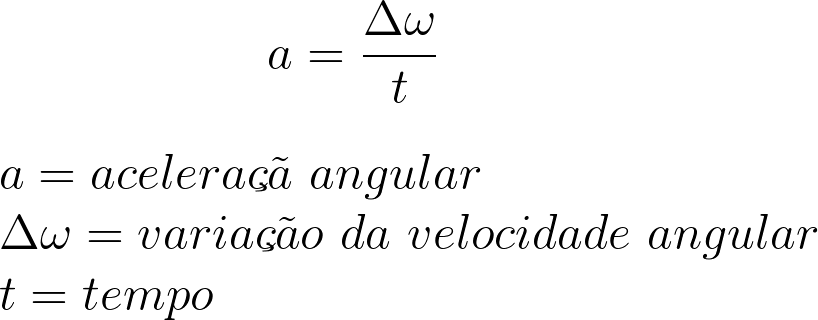 a = Δω / t
a = aceleraçã angular
Δω = variação da velocidade angular
t = tempo